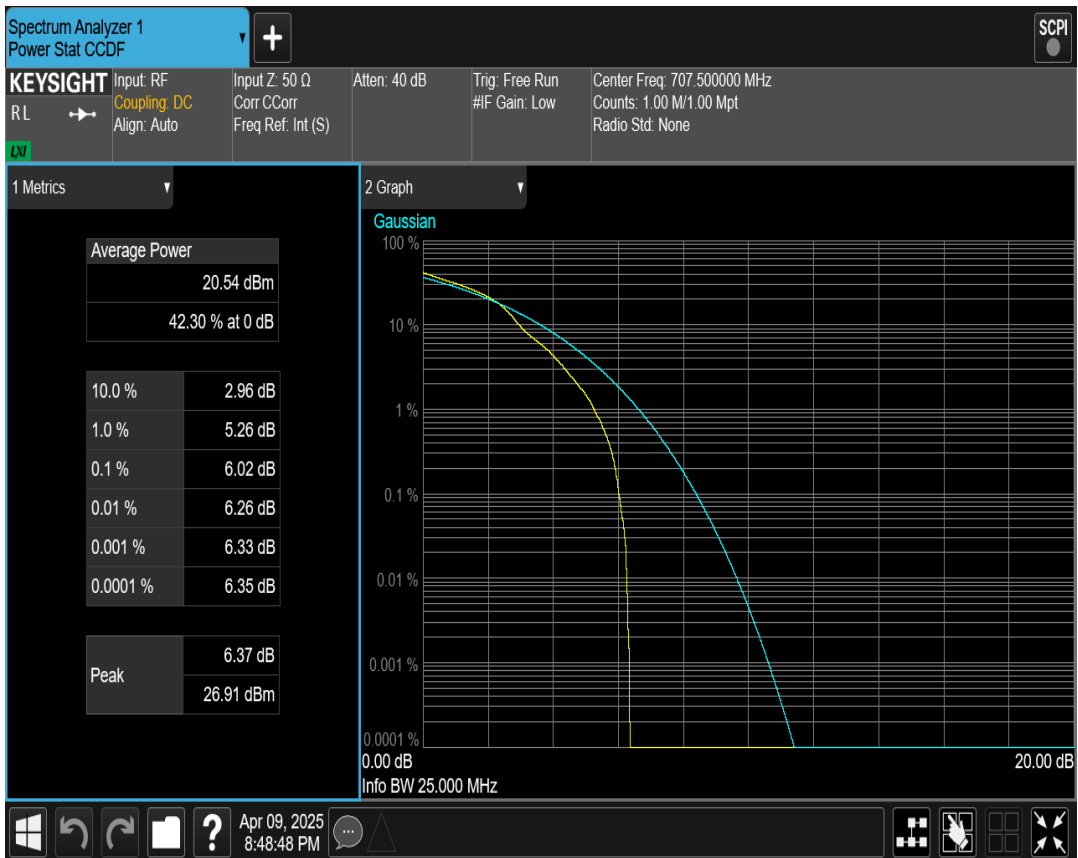 Spectrum Analyzer 1
Power Stat CCDF
SCPI
KEYSIGHT
RL
LXI
Input: RF
Coupling: DC
Align: Auto
Input Z: 50 Ω
Corr CCorr
Freq Ref: Int (S)
Atten: 40 dB
Trig: Free Run
#IF Gain: Low
Center Freq: 707.500000 MHz
Counts: 1.00 M/1.00 Mpt
Radio Std: None
1 Metrics
Average Power
20.54 dBm
42.30 % at 0 dB
10.0 % 2.96 dB
1.0 % 5.26 dB
0.1 % 6.02 dB
0.01 % 6.26 dB
0.001 % 6.33 dB
0.0001 % 6.35 dB
Peak
6.37 dB
26.91 dBm
2 Graph
Gaussian
100 %
10 %
1 %
0.1 %
0.01 %
0.001 %
0.0001 %
0.00 dB
20.00 dB
Info BW 25.000 MHz
?
Apr 09, 2025
8:48:48 PM